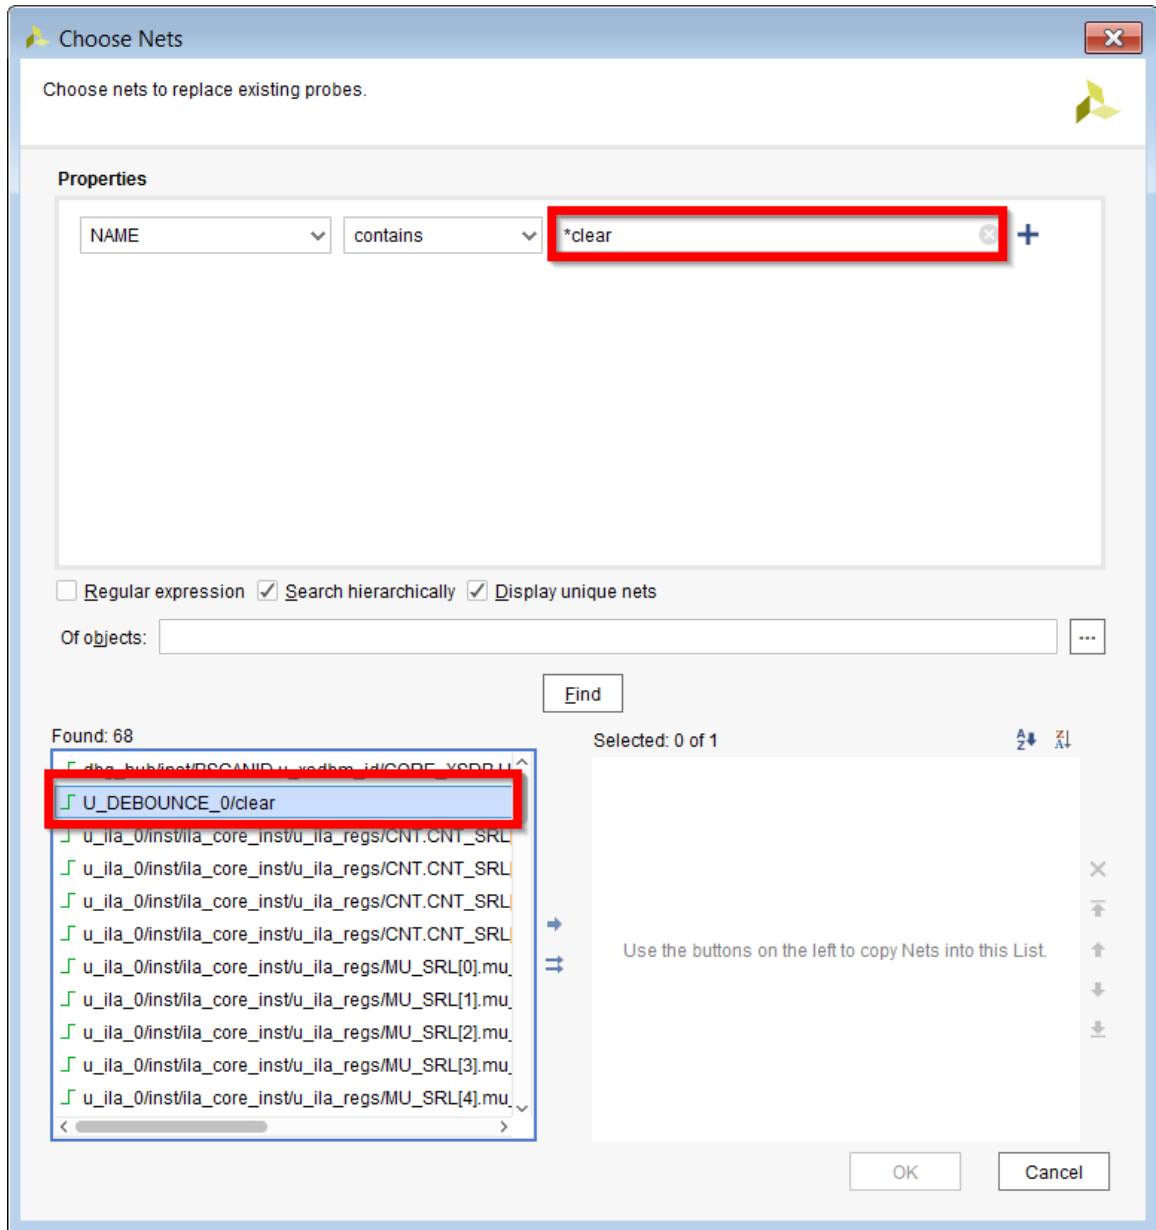 Choose Nets
Choose nets to replace existing probes.
Properties
NAME contains *clear
Regular expression Search hierarchically Display unique nets
Of objects: ...
Find
Found: 68
Selected: 0 of 1
U_DEBOUNCE_0/clear
u_ila_0/inst/ila_core_inst/u_ila_regs/CNT.CNT_SRL[
u_ila_0/inst/ila_core_inst/u_ila_regs/CNT.CNT_SRL[
u_ila_0/inst/ila_core_inst/u_ila_regs/CNT.CNT_SRL[
u_ila_0/inst/ila_core_inst/u_ila_regs/CNT.CNT_SRL[
u_ila_0/inst/ila_core_inst/u_ila_regs/MU_SRL[0].mu_
u_ila_0/inst/ila_core_inst/u_ila_regs/MU_SRL[1].mu_
u_ila_0/inst/ila_core_inst/u_ila_regs/MU_SRL[2].mu_
u_ila_0/inst/ila_core_inst/u_ila_regs/MU_SRL[3].mu_
u_ila_0/inst/ila_core_inst/u_ila_regs/MU_SRL[4].mu_
Use the buttons on the left to copy Nets into this List.
OK Cancel